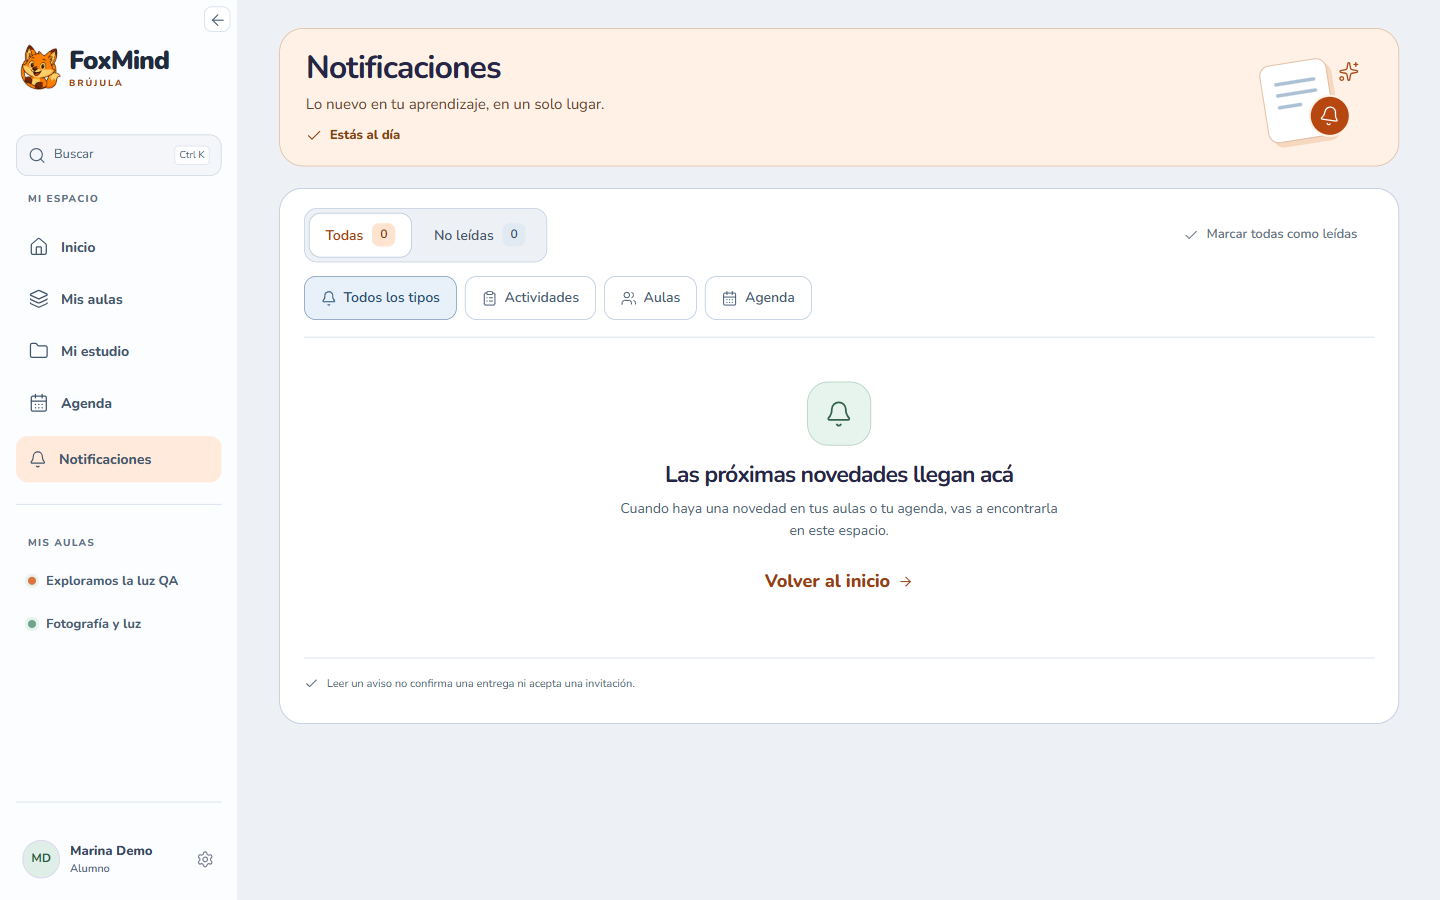 FoxMind
BRÚJULA
Buscar
Ctrl K
MI ESPACIO
Inicio
Mis aulas
Mi estudio
Agenda
Notificaciones
MIS AULAS
Exploramos la luz QA
Fotografía y luz
MD
Marina Demo
Alumno
Notificaciones
Lo nuevo en tu aprendizaje, en un solo lugar.
Estás al día
Todas 0
No leídas 0
Marcar todas como leídas
Todos los tipos
Actividades
Aulas
Agenda
Las próximas novedades llegan acá
Cuando haya una novedad en tus aulas o tu agenda, vas a encontrarla
en este espacio.
Volver al inicio
Leer un aviso no confirma una entrega ni acepta una invitación.